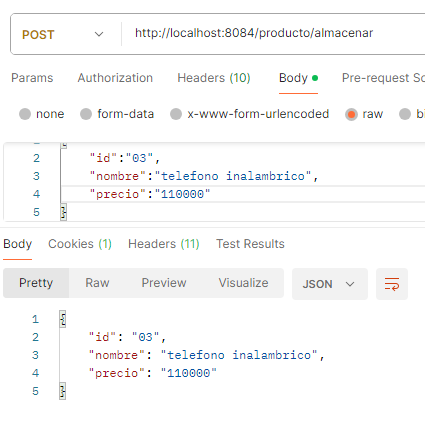 POST http://localhost:8084/producto/almacenar
Params Authorization Headers (10) Body Pre-request Sc
none form-data x-www-form-urlencoded raw bi
{
2 "id":"03",
3 "nombre":"telefono inalambrico",
4 "precio":"110000"
5 }
Body Cookies (1) Headers (11) Test Results
Pretty Raw Preview Visualize JSON
1 {
2 "id": "03",
3 "nombre": "telefono inalambrico",
4 "precio": "110000"
5 }